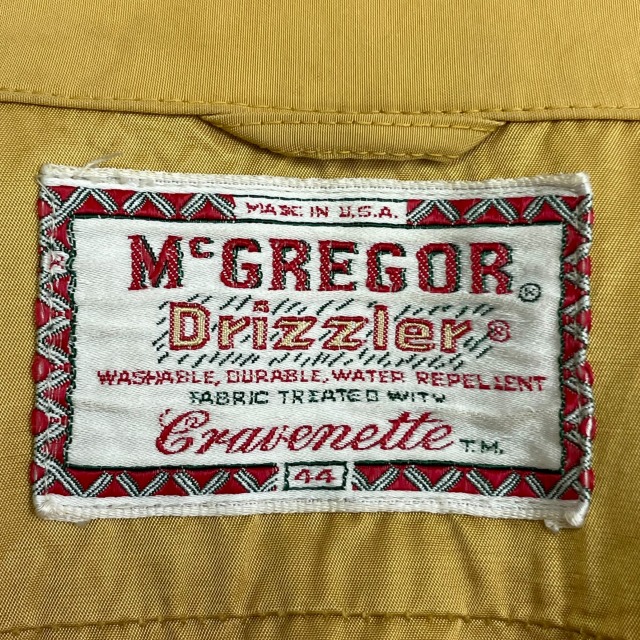 MADE IN U.S.A.
McGREGOR®
Drizzler®
WASHABLE, DURABLE, WATER REPELLENT
FABRIC TREATED WITH
Cravenette T.M.
44